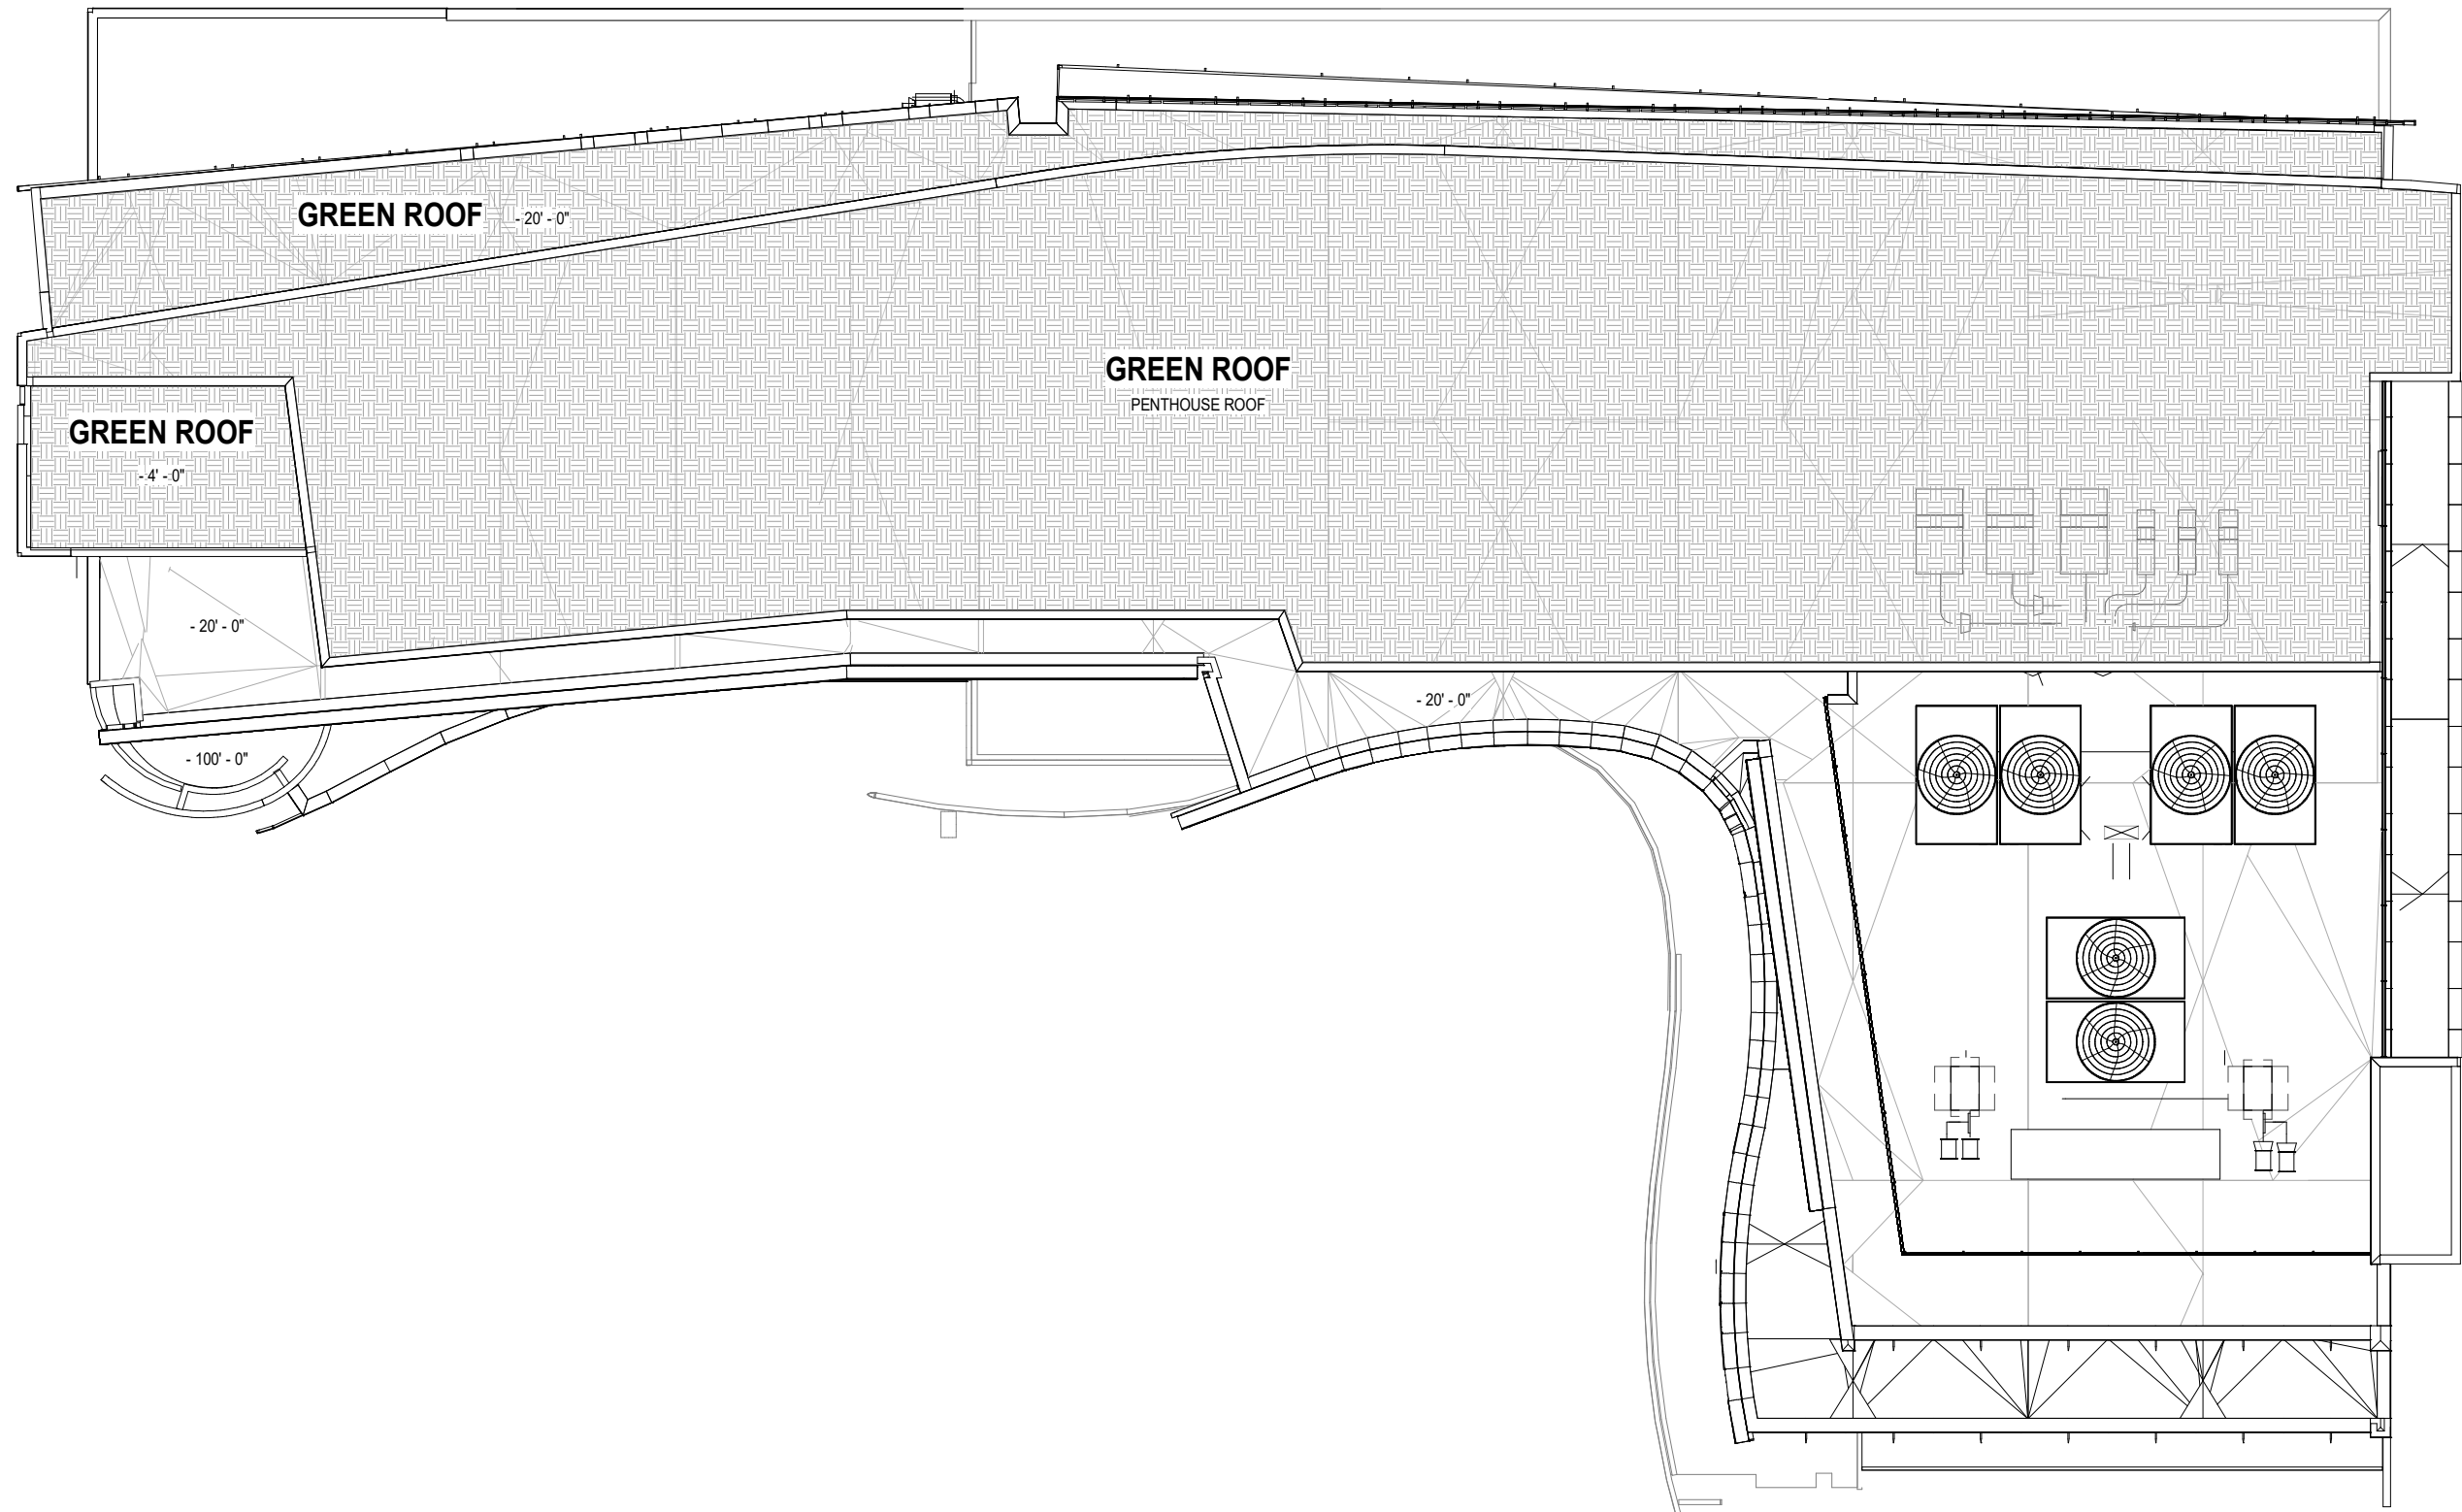 GREEN ROOF
- 20' - 0"
GREEN ROOF
PENTHOUSE ROOF
GREEN ROOF
- 4' - 0"
- 20' - 0"
- 20' - 0"
- 100' - 0"